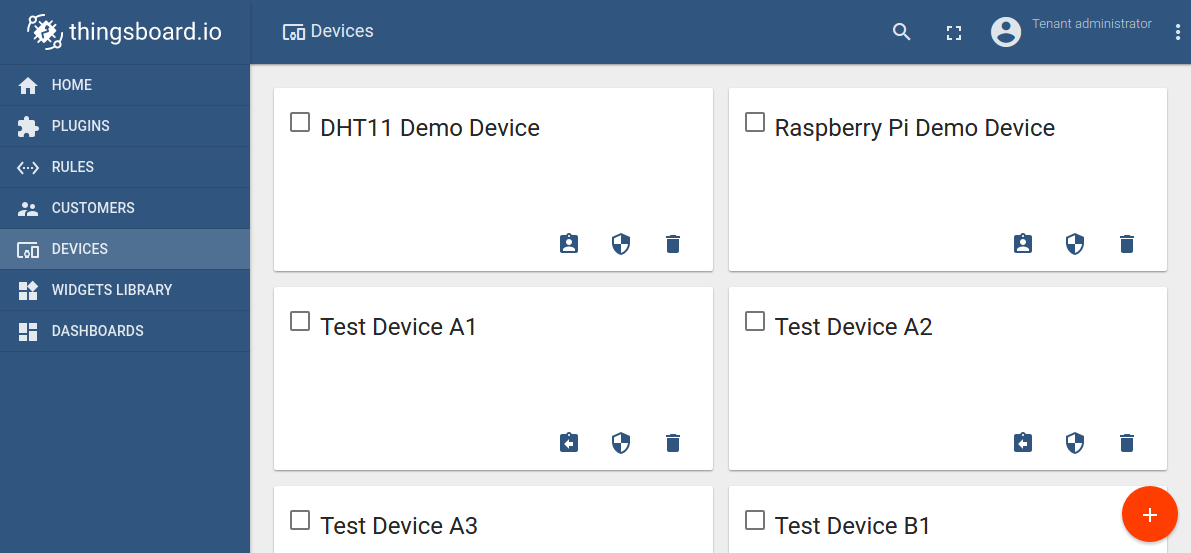 thingsboard.io
Devices
Tenant administrator
HOME
PLUGINS
RULES
CUSTOMERS
DEVICES
WIDGETS LIBRARY
DASHBOARDS
DHT11 Demo Device
Raspberry Pi Demo Device
Test Device A1
Test Device A2
Test Device A3
Test Device B1